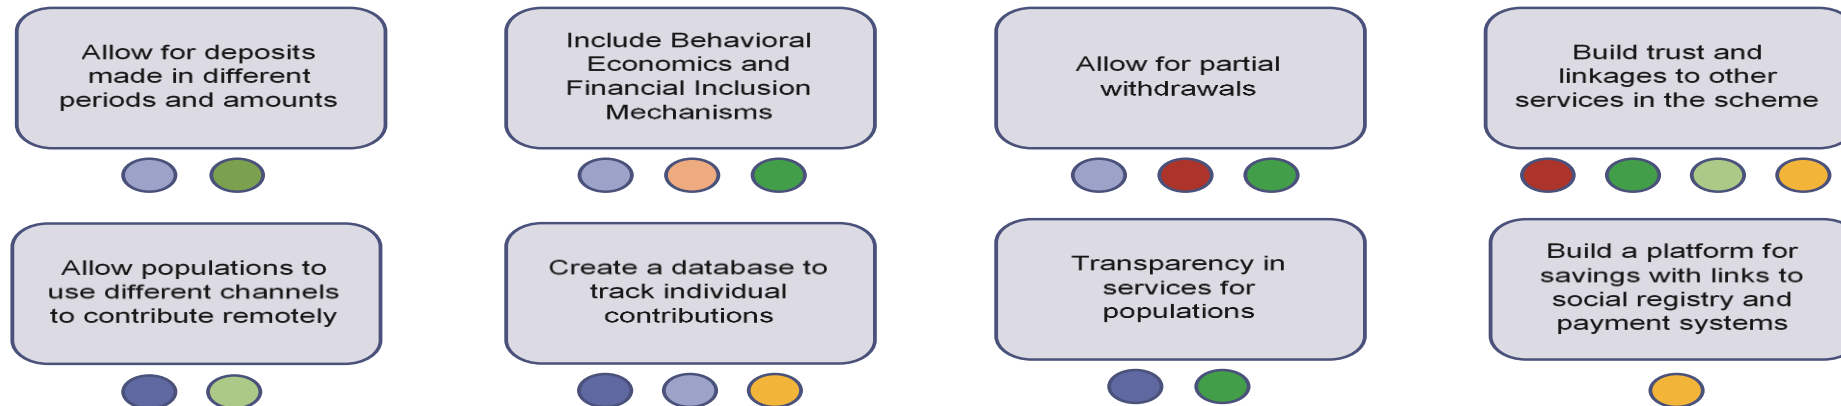 Allow for deposits
made in different
periods and amounts
Include Behavioral
Economics and
Financial Inclusion
Mechanisms
Allow for partial
withdrawals
Build trust and
linkages to other
services in the scheme
Allow populations to
use different channels
to contribute remotely
Create a database to
track individual
contributions
Transparency in
services for
populations
Build a platform for
savings with links to
social registry and
payment systems